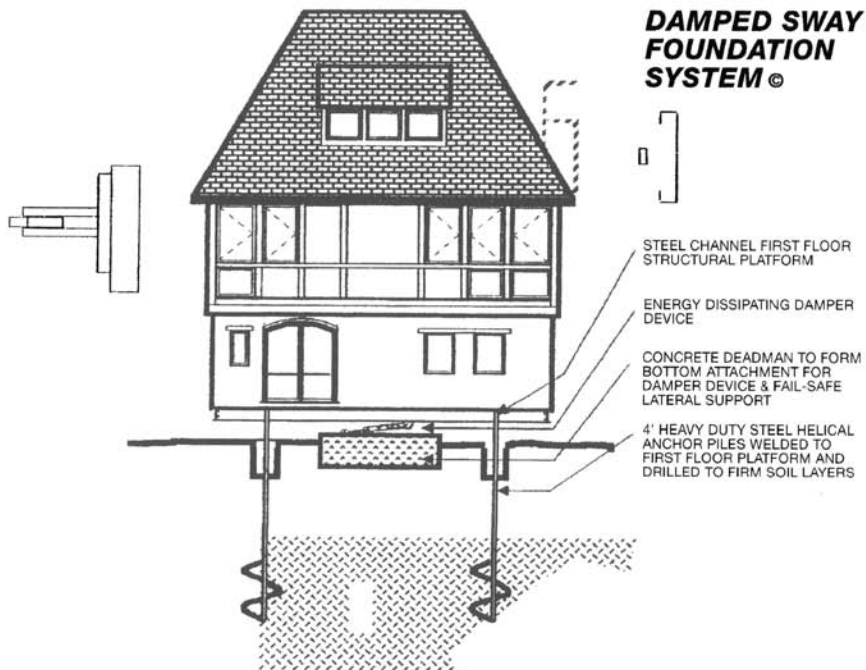 DAMPED SWAY
FOUNDATION
SYSTEM ©
STEEL CHANNEL FIRST FLOOR
STRUCTURAL PLATFORM
ENERGY DISSIPATING DAMPER
DEVICE
CONCRETE DEADMAN TO FORM
BOTTOM ATTACHMENT FOR
DAMPER DEVICE & FAIL-SAFE
LATERAL SUPPORT
4' HEAVY DUTY STEEL HELICAL
ANCHOR PILES WELDED TO
FIRST FLOOR PLATFORM AND
DRILLED TO FIRM SOIL LAYERS